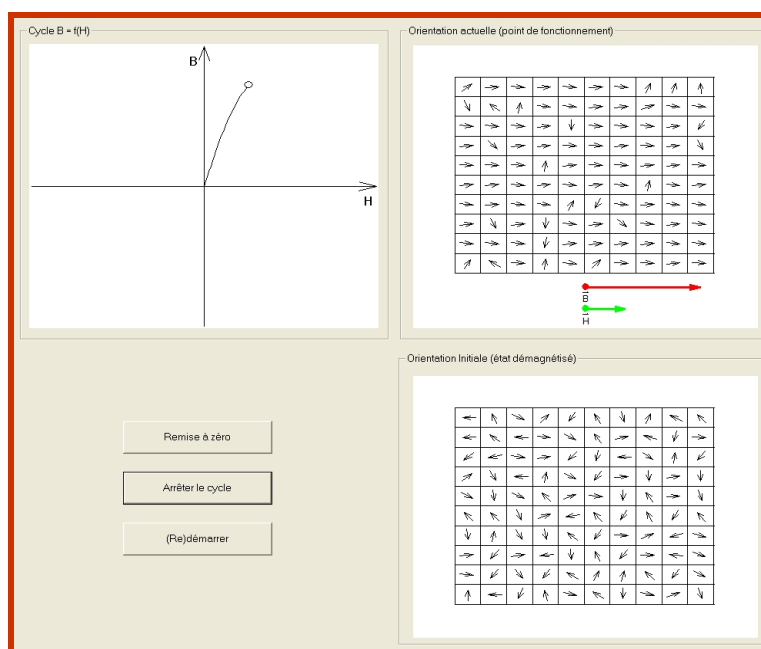 Cycle B = f(H)
B
H
Orientation actuelle (point de fonctionnement)
B
H
Orientation Initiale (état démagnétisé)
Remise à zéro
Arrêter le cycle
(Re)démarrer